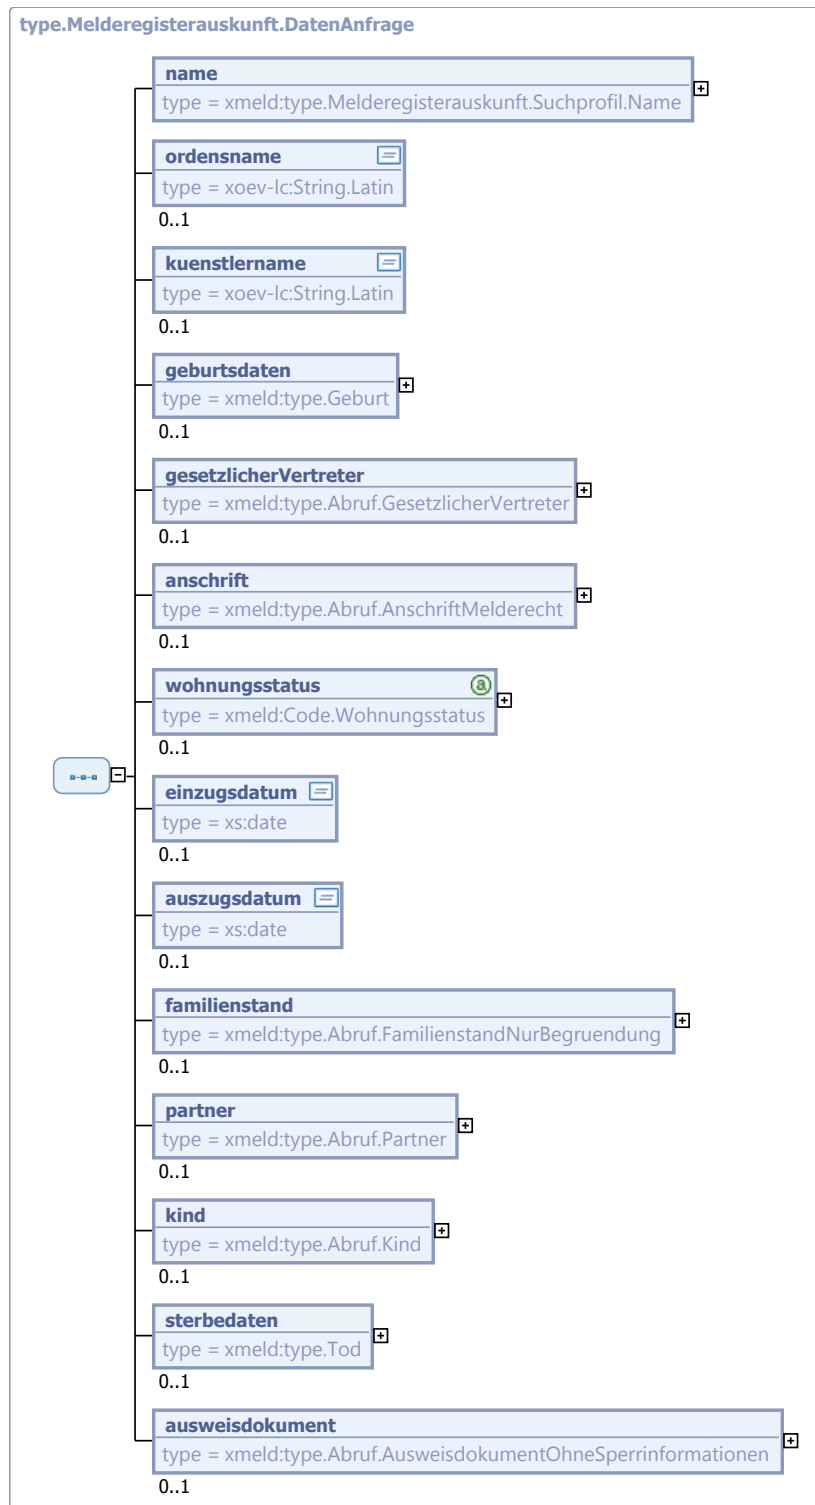 type.Melderegisterauskunft.DatenAnfrage
name
type = xmeld:type.Melderegisterauskunft.Suchprofil.Name
ordensname
type = xoev-lc:String.Latin
0..1
kuenstlername
type = xoev-lc:String.Latin
0..1
geburtsdaten
type = xmeld:type.Geburt
0..1
gesetzlicherVertreter
type = xmeld:type.Abruf.GesetzlicherVertreter
0..1
anschrift
type = xmeld:type.Abruf.AnschriftMelderecht
0..1
wohnungsstatus
type = xmeld:Code.Wohnungsstatus
0..1
einzugsdatum
type = xs:date
0..1
auszugsdatum
type = xs:date
0..1
familienstand
type = xmeld:type.Abruf.FamilienstandNurBegruendung
0..1
partner
type = xmeld:type.Abruf.Partner
0..1
kind
type = xmeld:type.Abruf.Kind
0..1
sterbedaten
type = xmeld:type.Tod
0..1
ausweisdokument
type = xmeld:type.Abruf.AusweisdokumentOhneSperrinformationen
0..1